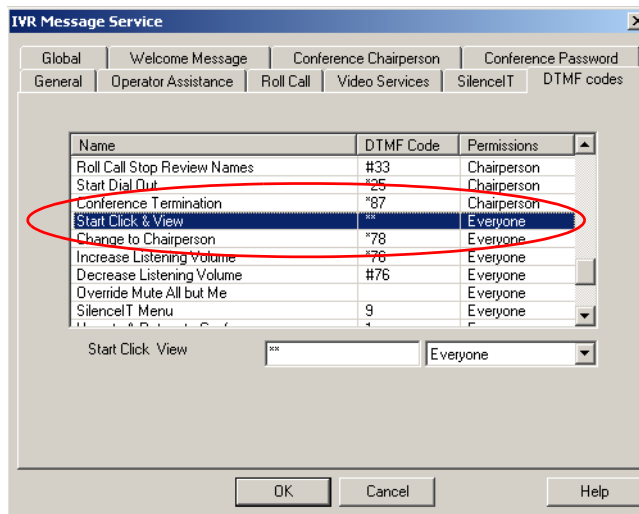 IVR Message Service
Global Welcome Message Conference Chairperson Conference Password
General Operator Assistance Roll Call Video Services SilenceIT DTMF codes
Name DTMF Code Permissions
Roll Call Stop Review Names #33 Chairperson
Start Dial Out *25 Chairperson
Conference Termination *87 Chairperson
Start Click & View ** Everyone
Change to Chairperson *78 Everyone
Increase Listening Volume *76 Everyone
Decrease Listening Volume #76 Everyone
Override Mute All but Me Everyone
SilenceIT Menu 9 Everyone
Start Click View ** Everyone
OK Cancel Help